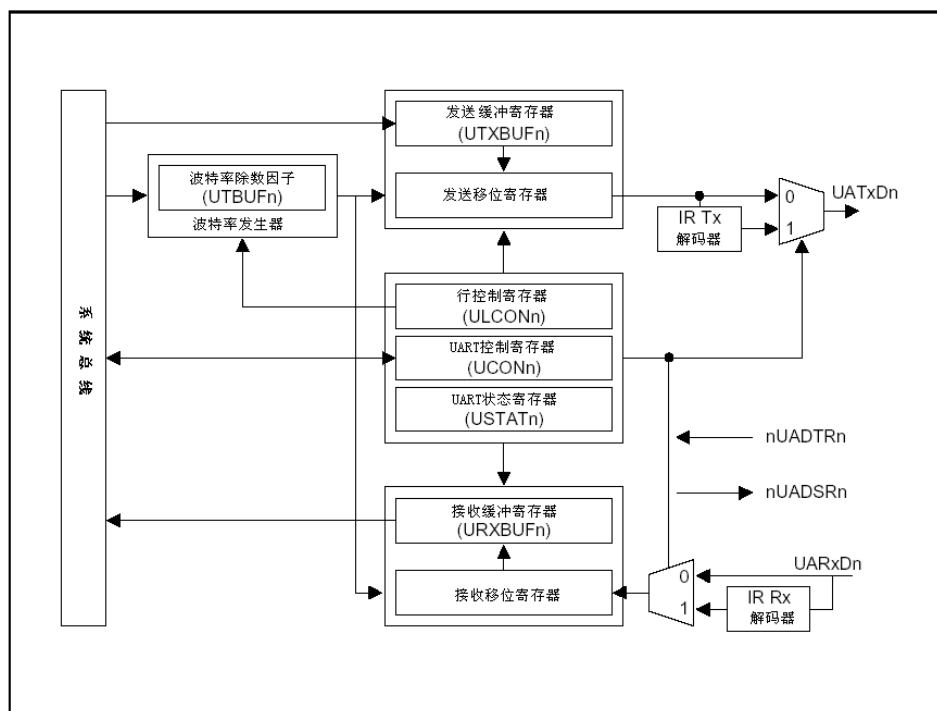 发送缓冲寄存器
(UTXBUFn)
波特率除数因子
(UTBUFn)
波特率发生器
发送移位寄存器
0
1
UATxDn
IR Tx
解码器
系统总线
行控制寄存器
(ULCONn)
UART控制寄存器
(UCONn)
UART状态寄存器
(USTATn)
nUADTRn
nUADSRn
接收缓冲寄存器
(URXBUFn)
接收移位寄存器
0
1
UARxDn
IR Rx
解码器